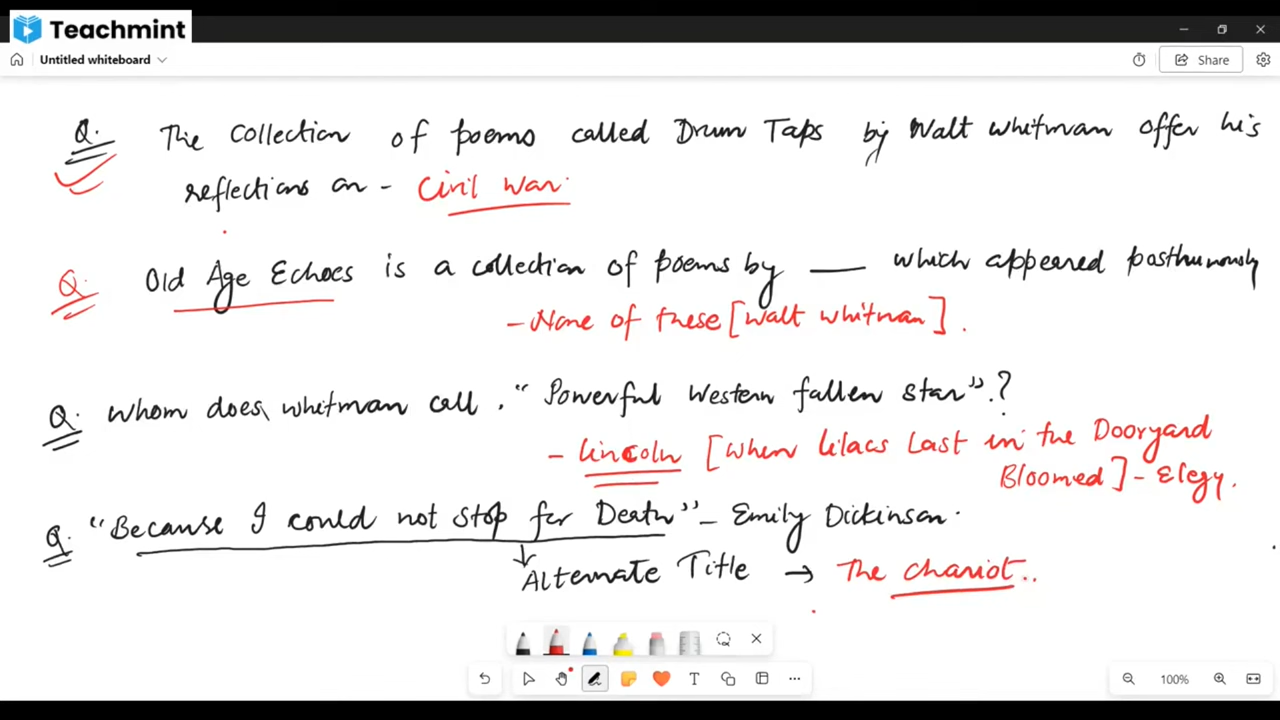 Teachmint
Untitled whiteboard
Share
Q. The Collection of poems called Drum Taps by Walt Whitman offer his
reflections on - Civil War.
Q. Old Age Echoes is a collection of poems by ___ which appeared posthumously
- None of these [Walt Whitman].
Q. Whom does Whitman call. "Powerful Western fallen star".?
- Lincoln [When lilacs Last in the Dooryard
Bloomed] - Elegy.
Q. "Because I could not stop for Death" - Emily Dickinson.
Alternate Title → The Chariot..
100%